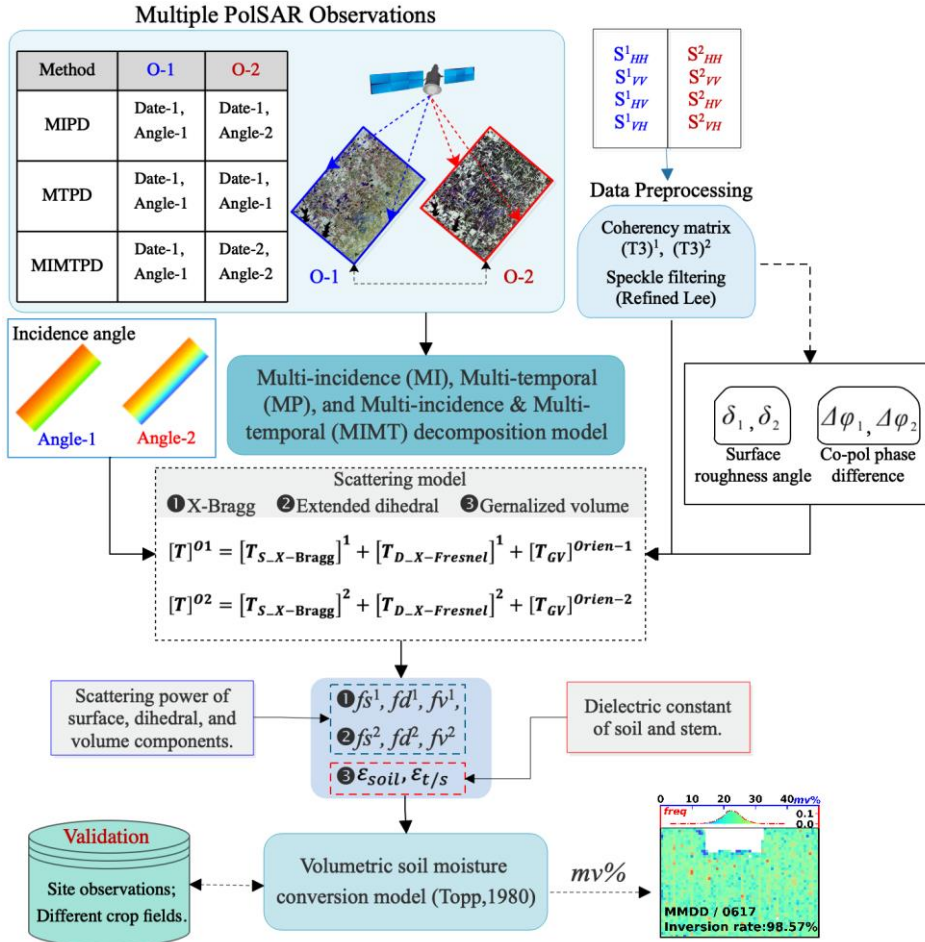 Multiple PolSAR Observations
Method O-1 O-2
MIPD Date-1, Angle-1 Date-1, Angle-2
MTPD Date-1, Angle-1 Date-1, Angle-1
MIMTPD Date-1, Angle-1 Date-2, Angle-2
O-1
O-2
S¹HH S²HH
S¹VV S²VV
S¹HV S²HV
S¹VH S²VH
Data Preprocessing
Coherency matrix
(T3)¹, (T3)²
Speckle filtering
(Refined Lee)
Incidence angle
Angle-1
Angle-2
Multi-incidence (MI), Multi-temporal
(MP), and Multi-incidence & Multi-
temporal (MIMT) decomposition model
δ₁, δ₂
Surface
roughness angle
Δφ₁, Δφ₂
Co-pol phase
difference
Scattering model
❶X-Bragg ❷Extended dihedral ❸Gernalized volume
[T]^O1 = [T_S_X-Bragg]^1 + [T_D_X-Fresnel]^1 + [T_GV]^Orien-1
[T]^O2 = [T_S_X-Bragg]^2 + [T_D_X-Fresnel]^2 + [T_GV]^Orien-2
Scattering power of
surface, dihedral, and
volume components.
❶fs¹, fd¹, fv¹,
❷fs², fd², fv²
❸ε_soil, ε_t/s
Dielectric constant
of soil and stem.
Validation
Site observations;
Different crop fields.
Volumetric soil moisture
conversion model (Topp,1980)
mv%
0 10 20 30 40 mv%
freq 0.1
0.0
MMDD / 0617
Inversion rate:98.57%